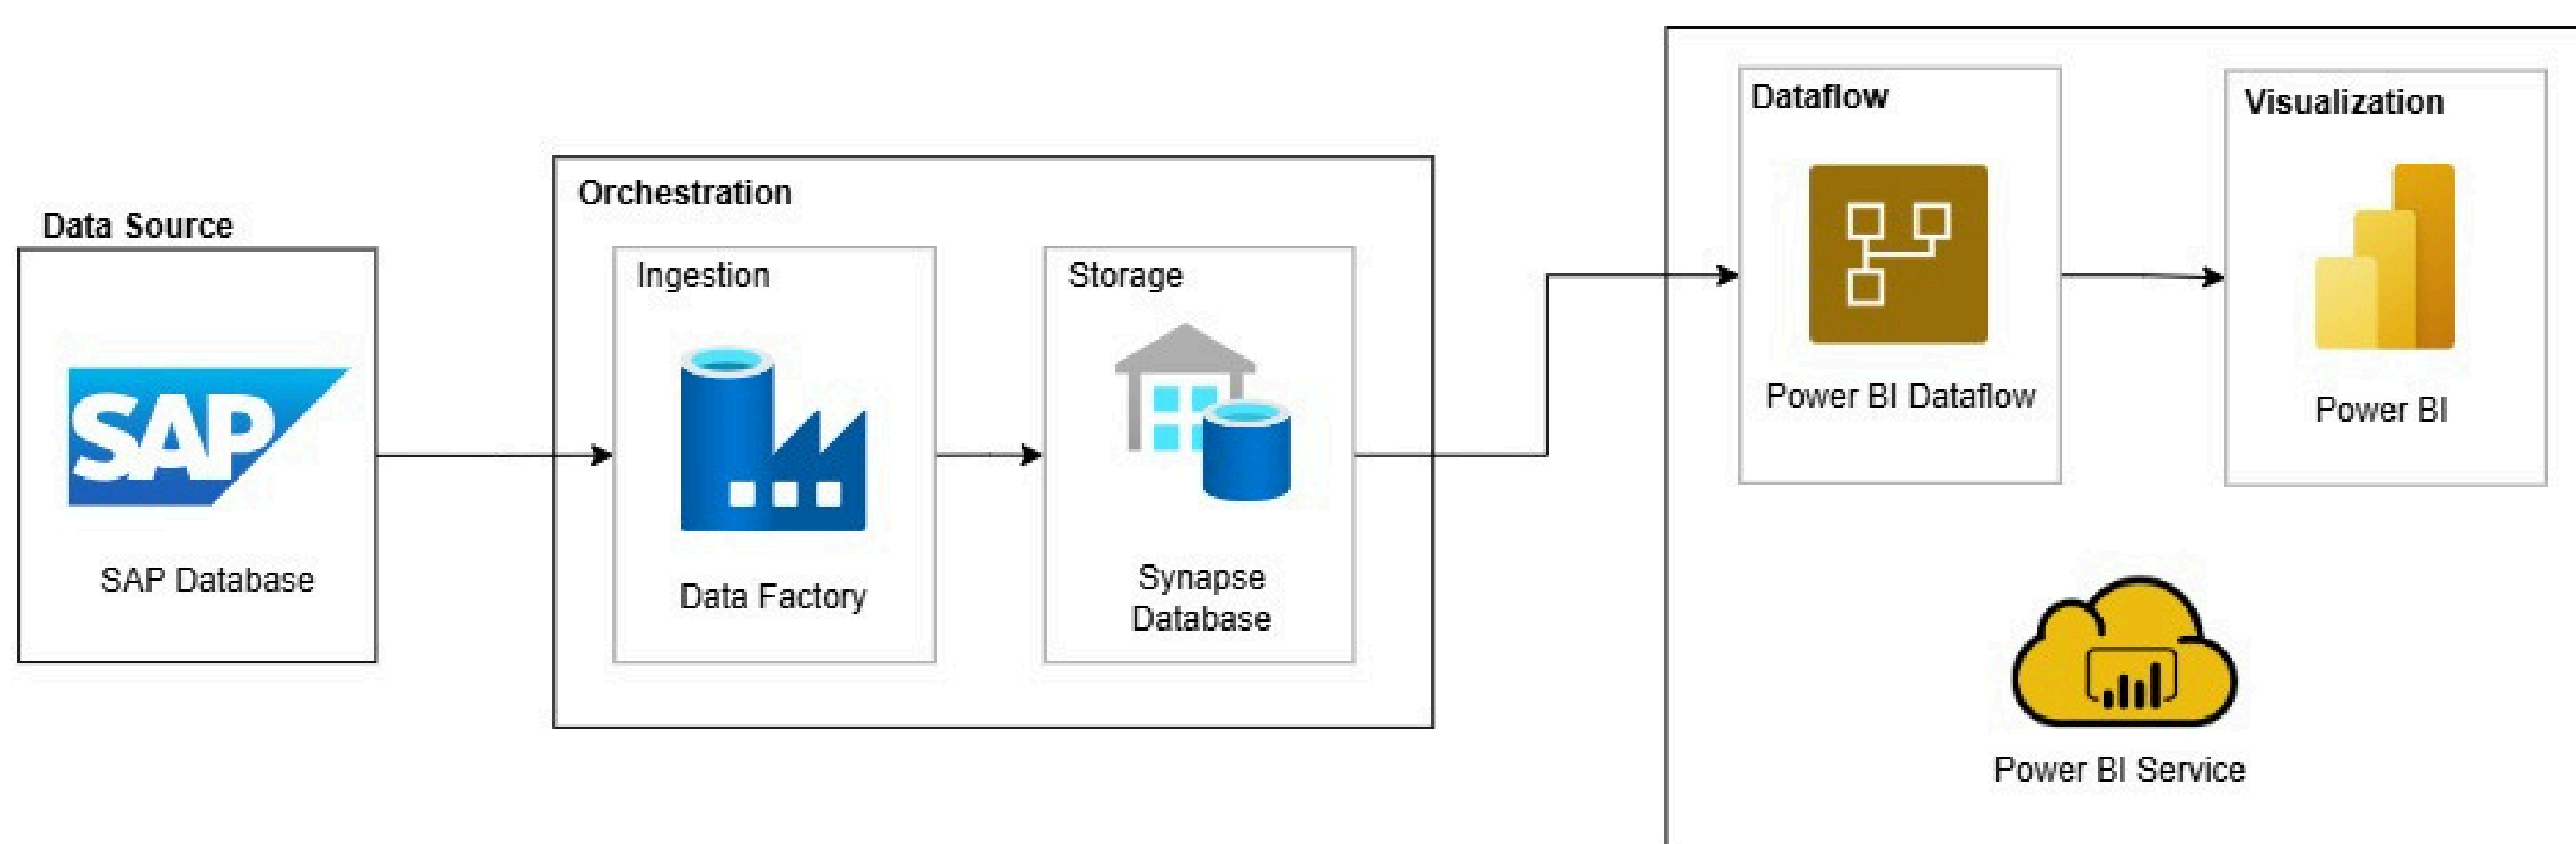 Data Source
SAP
SAP Database
Orchestration
Ingestion
Data Factory
Storage
Synapse
Database
Dataflow
Power BI Dataflow
Visualization
Power BI
Power BI Service